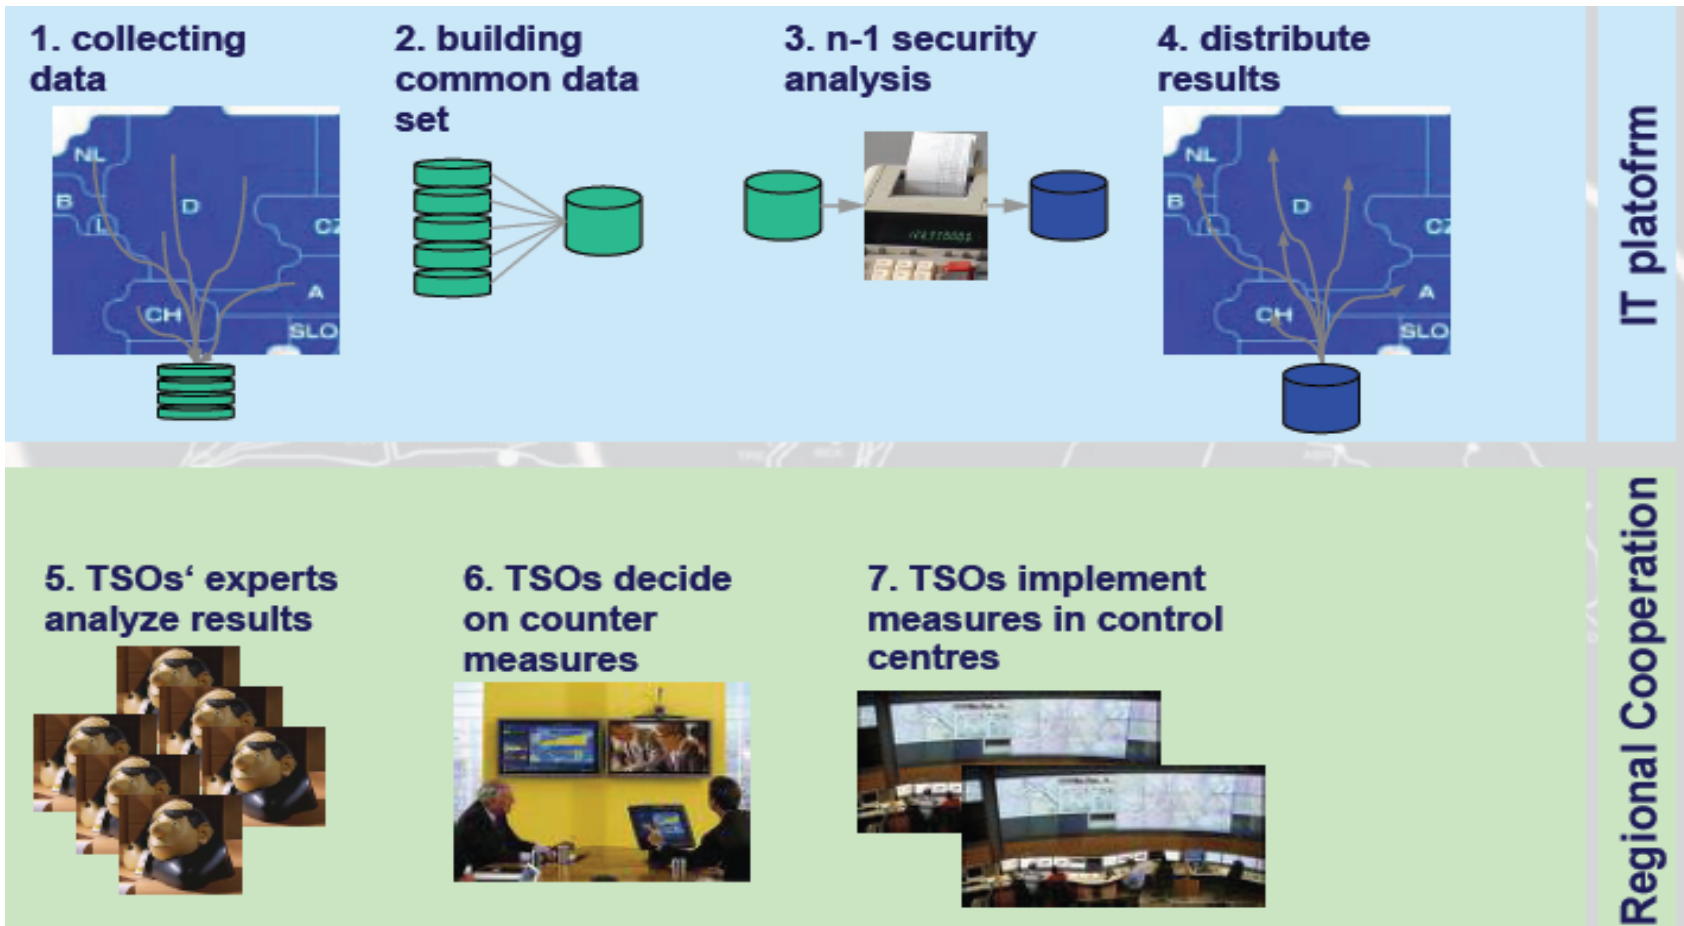 1. collecting
data
2. building
common data
set
3. n-1 security
analysis
4. distribute
results
NL
B
L
D
CZ
CH
A
SLO
NL
B
L
D
CZ
CH
A
SLO
IT platofrm
5. TSOs‘ experts
analyze results
6. TSOs decide
on counter
measures
7. TSOs implement
measures in control
centres
Regional Cooperation